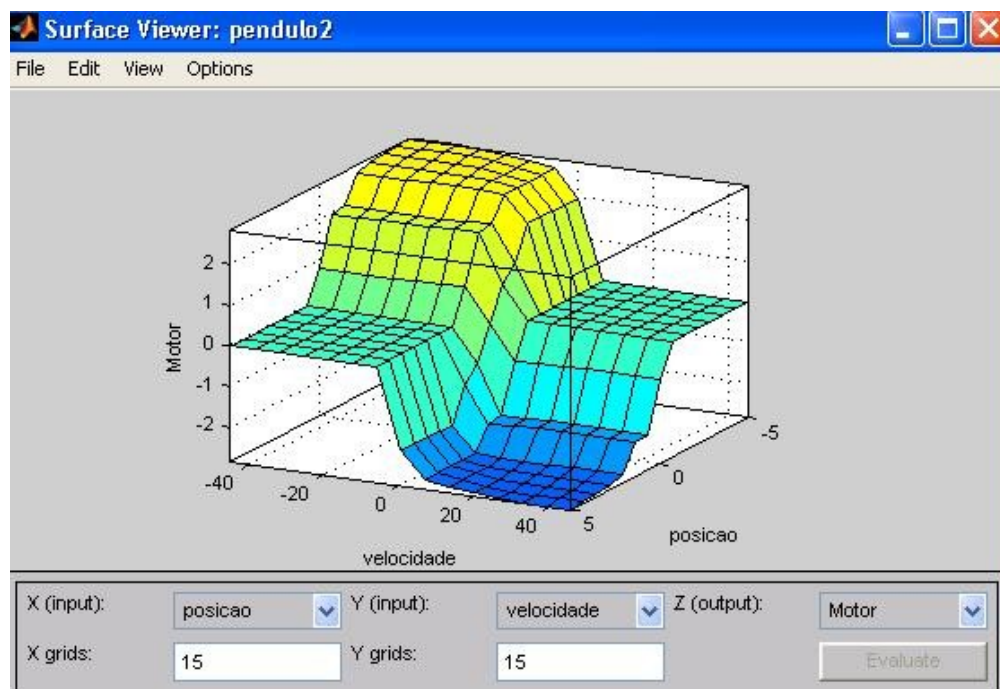 Surface Viewer: pendulo2
File Edit View Options
2
1
0
-1
-2
Motor
-40
-20
0
20
40
velocidade
5
0
-5
posicao
X (input): posicao Y (input): velocidade Z (output): Motor
X grids: 15 Y grids: 15 Evaluate